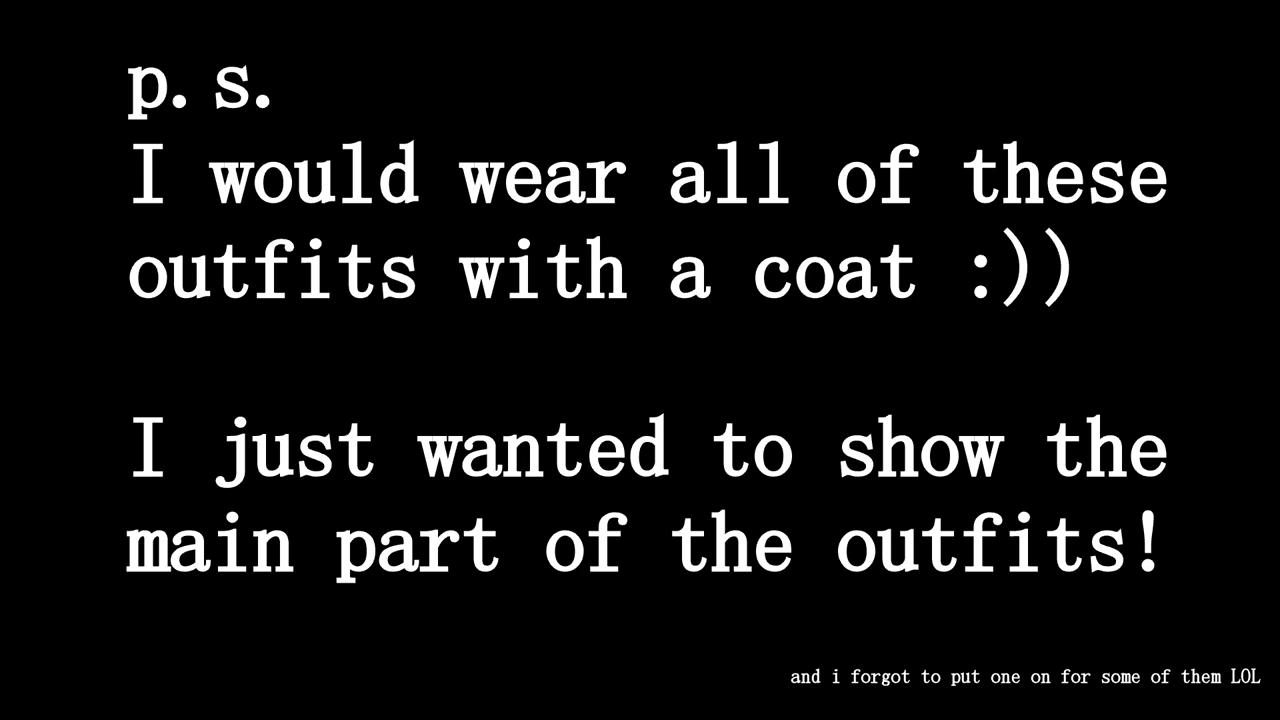 p.s.
I would wear all of these
outfits with a coat :))
I just wanted to show the
main part of the outfits!
and i forgot to put one on for some of them LOL